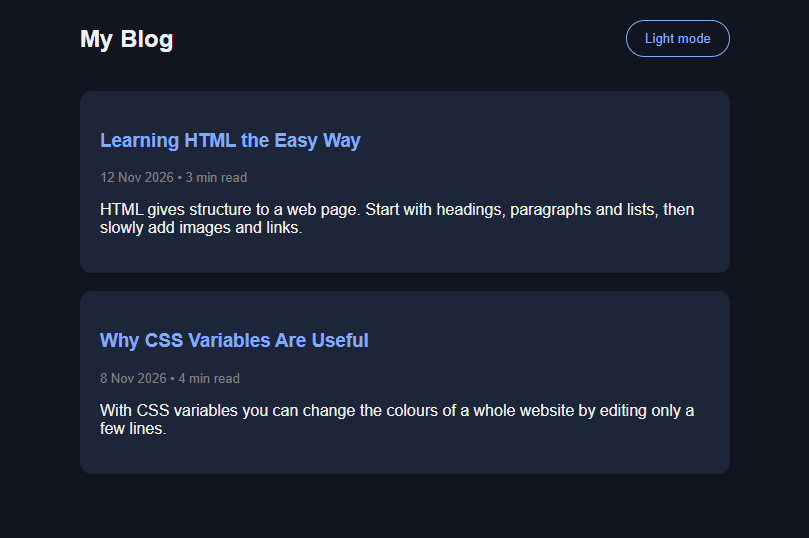 My Blog
Light mode
Learning HTML the Easy Way
12 Nov 2026 • 3 min read
HTML gives structure to a web page. Start with headings, paragraphs and lists, then
slowly add images and links.
Why CSS Variables Are Useful
8 Nov 2026 • 4 min read
With CSS variables you can change the colours of a whole website by editing only a
few lines.